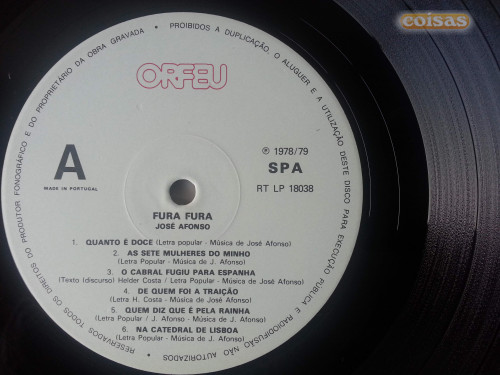 coisas
RESERVADOS TODOS OS DIREITOS DO PRODUTOR FONOGRÁFICO E DO PROPRIETÁRIO DA OBRA GRAVADA • PROIBIDOS A DUPLICAÇÃO, O ALUGUER E A UTILIZAÇÃO DESTE DISCO PARA EXECUÇÃO PÚBLICA E RADIODIFUSÃO NÃO AUTORIZADOS •
ORFEU
A
MADE IN PORTUGAL
℗ 1978/79
SPA
RT LP 18038
FURA FURA
JOSÉ AFONSO
1. QUANTO É DOCE (Letra popular - Música de José Afonso)
2. AS SETE MULHERES DO MINHO
(Letra Popular - Música de J. Afonso)
3. O CABRAL FUGIU PARA ESPANHA
(Texto (discurso) Helder Costa / Letra Popular - Música de José Afonso)
4. DE QUEM FOI A TRAIÇÃO
(Letra H. Costa - Música de J. Afonso)
5. QUEM DIZ QUE É PELA RAINHA
(Letra Popular / J. Afonso - Música de J. Afonso)
6. NA CATEDRAL DE LISBOA
(Letra Popular - Música de J. Afonso)